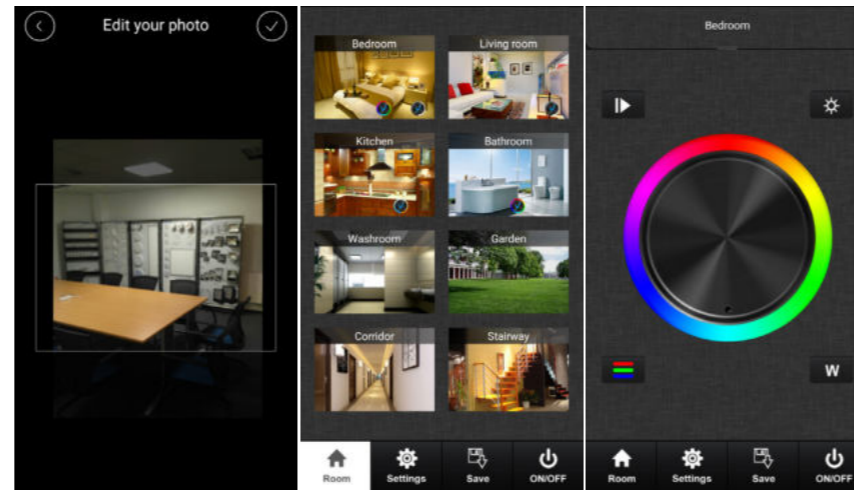 Edit your photo
Bedroom
Living room
Kitchen
Bathroom
Washroom
Garden
Corridor
Stairway
Room
Settings
Save
ON/OFF
Bedroom
W
Room
Settings
Save
ON/OFF